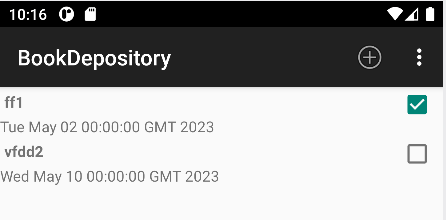 10:16
BookDepository
ff1
Tue May 02 00:00:00 GMT 2023
vfdd2
Wed May 10 00:00:00 GMT 2023